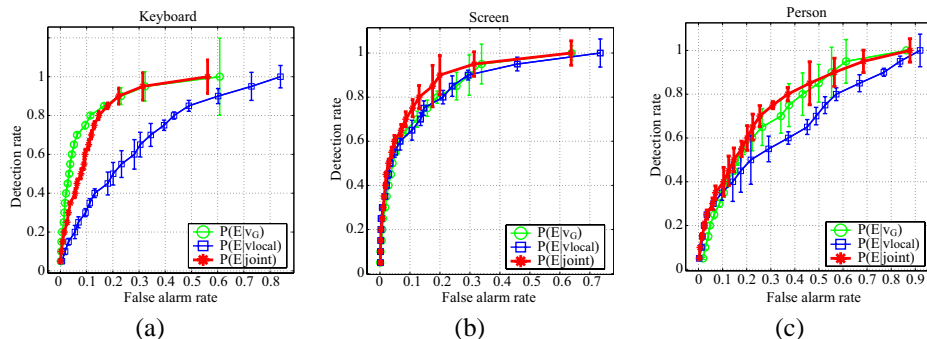 Keyboard
Detection rate
1
0.8
0.6
0.4
0.2
0
0 0.1 0.2 0.3 0.4 0.5 0.6 0.7 0.8
False alarm rate
P(E|vG)
P(E|vlocal)
P(E|joint)
(a)
Screen
Detection rate
1
0.8
0.6
0.4
0.2
0
0 0.1 0.2 0.3 0.4 0.5 0.6 0.7
False alarm rate
P(E|vG)
P(E|vlocal)
P(E|joint)
(b)
Person
Detection rate
1
0.8
0.6
0.4
0.2
0
0 0.1 0.2 0.3 0.4 0.5 0.6 0.7 0.8 0.9
False alarm rate
P(E|vG)
P(E|vlocal)
P(E|joint)
(c)